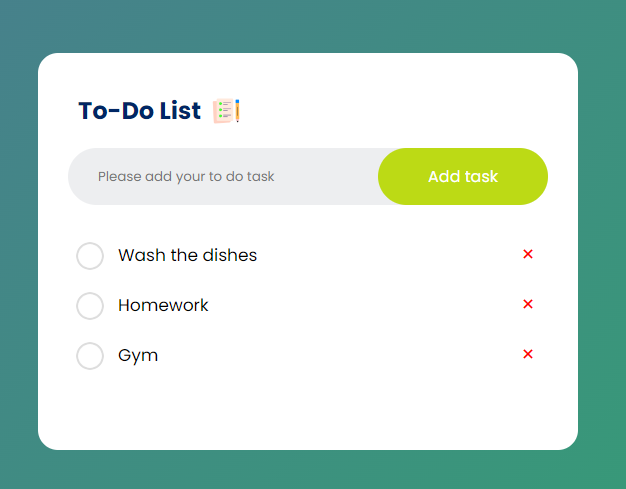 To-Do List
Please add your to do task
Add task
Wash the dishes
×
Homework
×
Gym
×